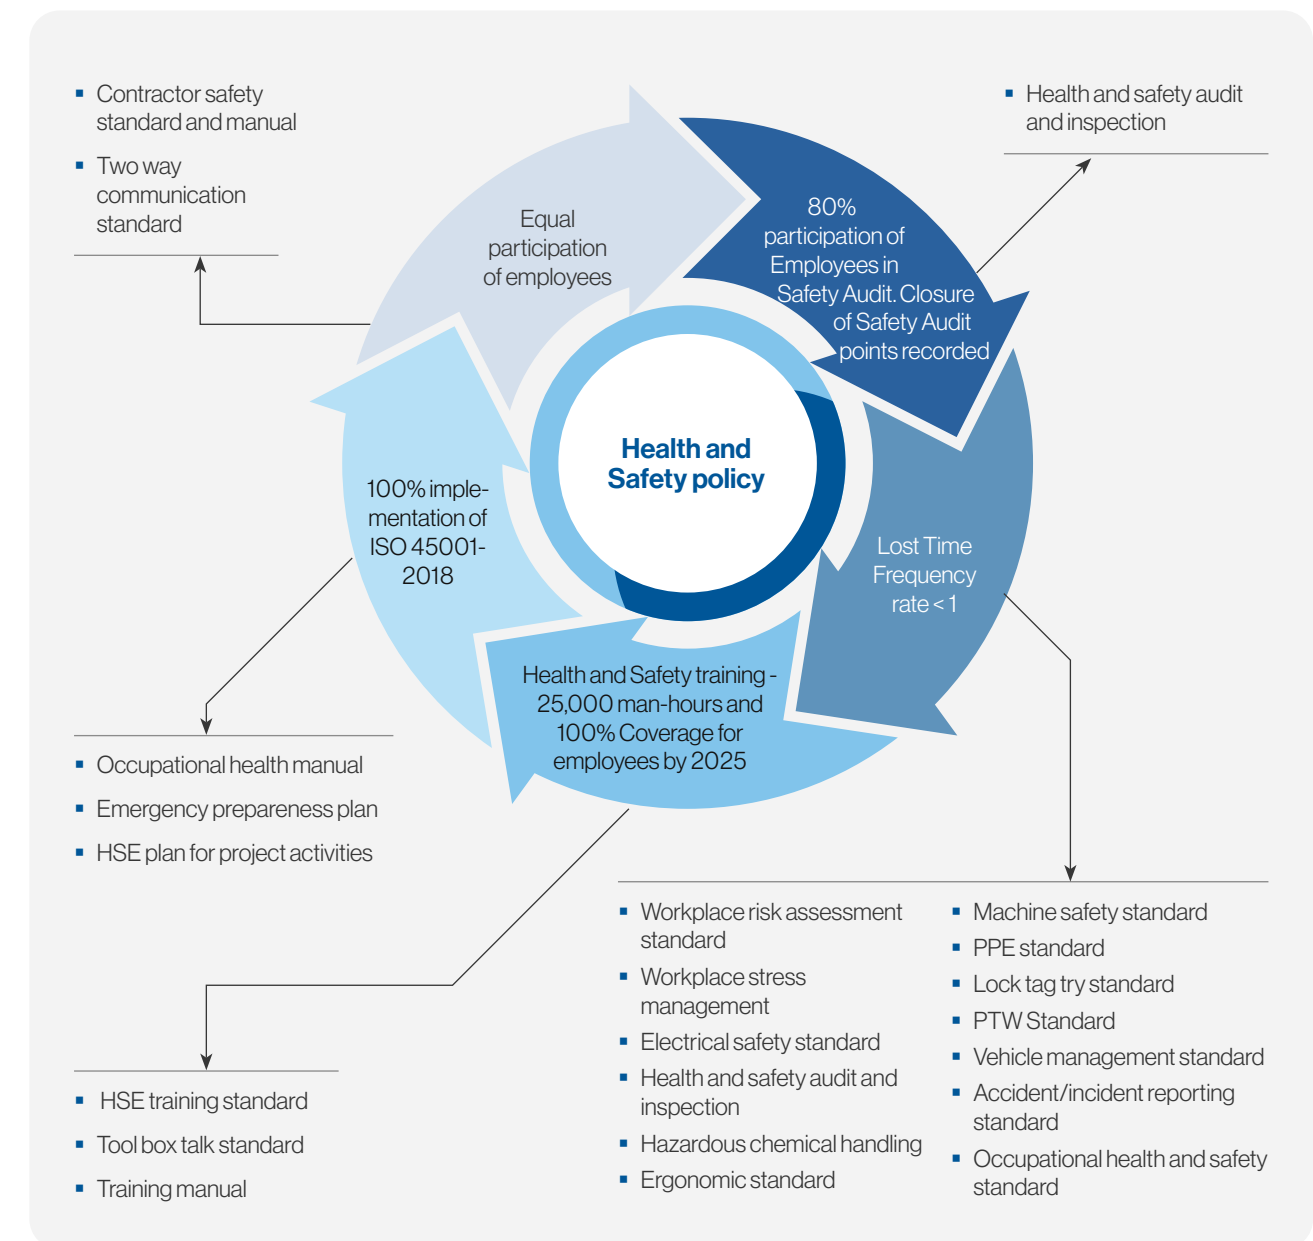 Contractor safety
standard and manual
Two way
communication
standard
Health and safety audit
and inspection
Equal
participation
of employees
80%
participation of
Employees in
Safety Audit. Closure
of Safety Audit
points recorded
Health and
Safety policy
100% imple-
mentation of
ISO 45001-
2018
Lost Time
Frequency
rate < 1
Health and Safety training -
25,000 man-hours and
100% Coverage for
employees by 2025
Occupational health manual
Emergency prepareness plan
HSE plan for project activities
HSE training standard
Tool box talk standard
Training manual
Workplace risk assessment
standard
Workplace stress
management
Electrical safety standard
Health and safety audit and
inspection
Hazardous chemical handling
Ergonomic standard
Machine safety standard
PPE standard
Lock tag try standard
PTW Standard
Vehicle management standard
Accident/incident reporting
standard
Occupational health and safety
standard